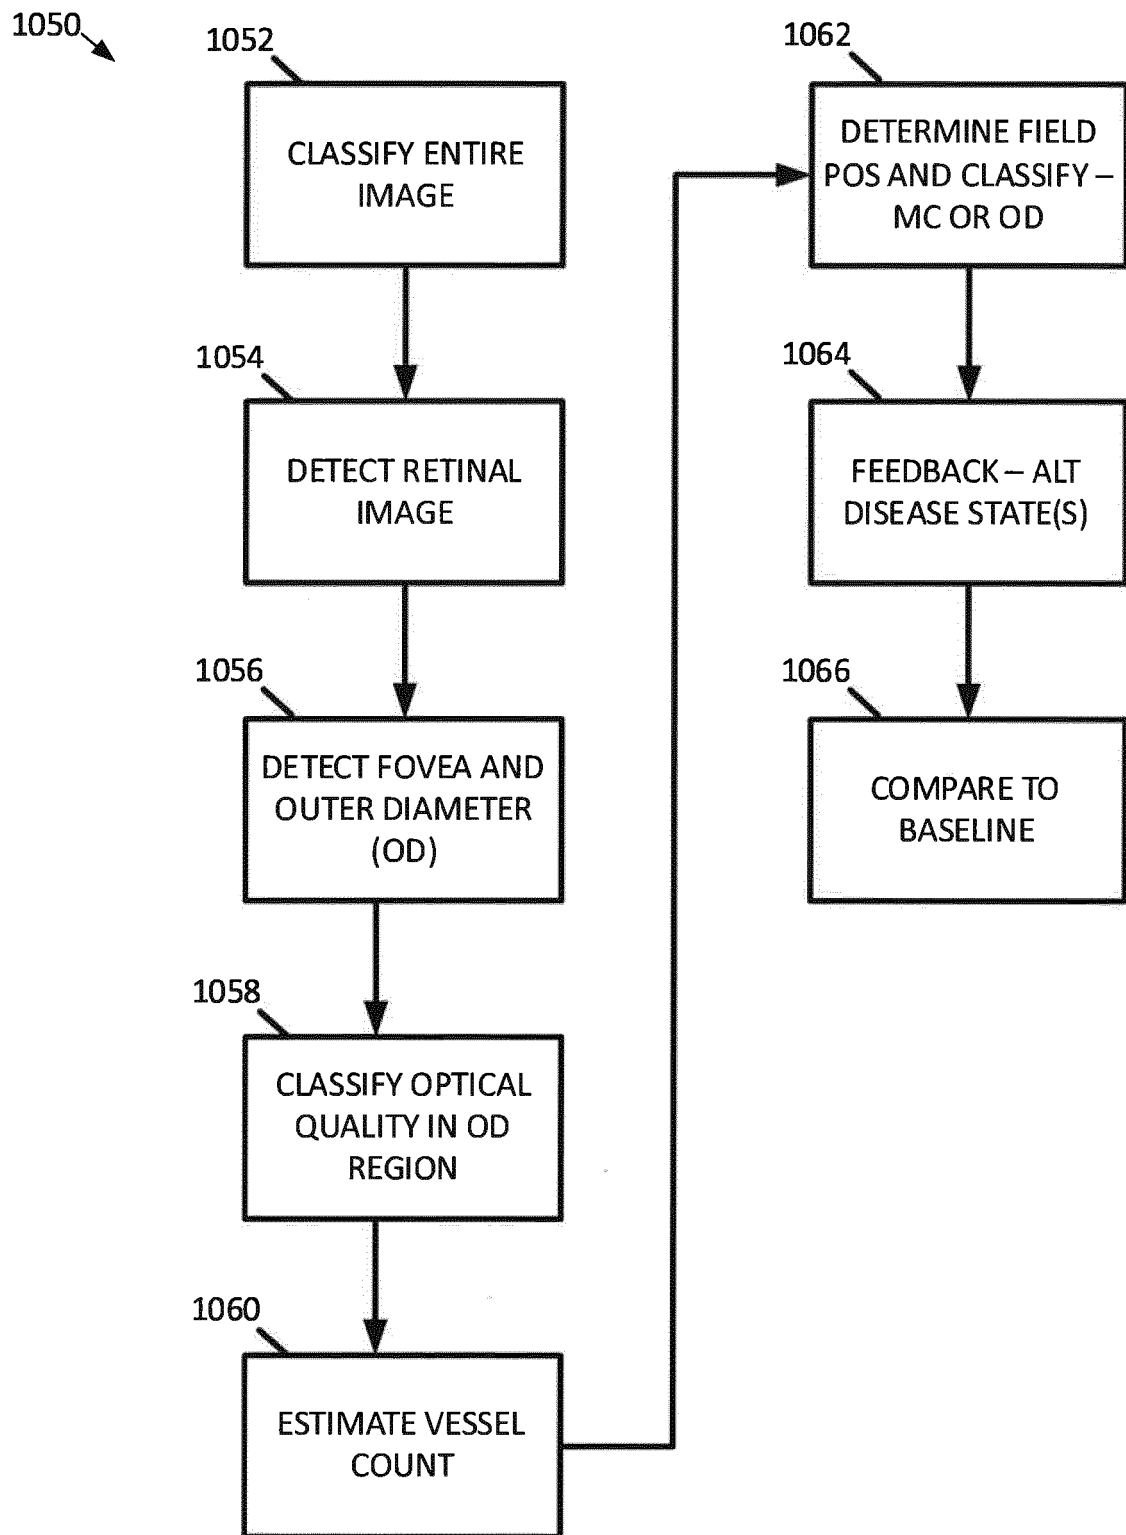 1050
1052
CLASSIFY ENTIRE
IMAGE
1054
DETECT RETINAL
IMAGE
1056
DETECT FOVEA AND
OUTER DIAMETER
(OD)
1058
CLASSIFY OPTICAL
QUALITY IN OD
REGION
1060
ESTIMATE VESSEL
COUNT
1062
DETERMINE FIELD
POS AND CLASSIFY –
MC OR OD
1064
FEEDBACK – ALT
DISEASE STATE(S)
1066
COMPARE TO
BASELINE